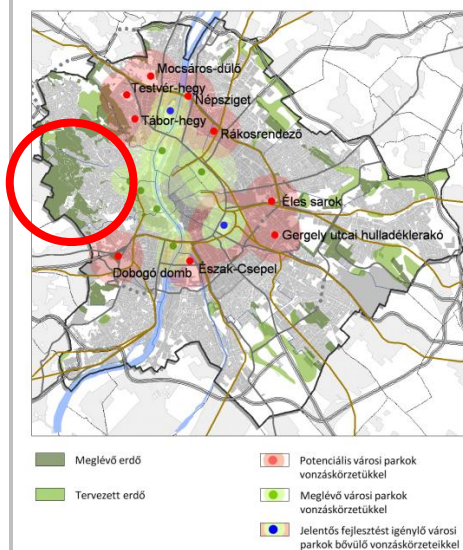 Mocsáros-dűlő
Testvér-hegy
Népsziget
Tábor-hegy
Rákosrendező
Éles sarok
Gergely utcai hulladéklerakó
Dobogó domb
Észak-Csepel
Meglévő erdő
Tervezett erdő
Potenciális városi parkok
vonzáskörzetükkel
Meglévő városi parkok
vonzáskörzetükkel
Jelentős fejlesztést igénylő városi
parkok bővülő vonzáskörzeteikkel